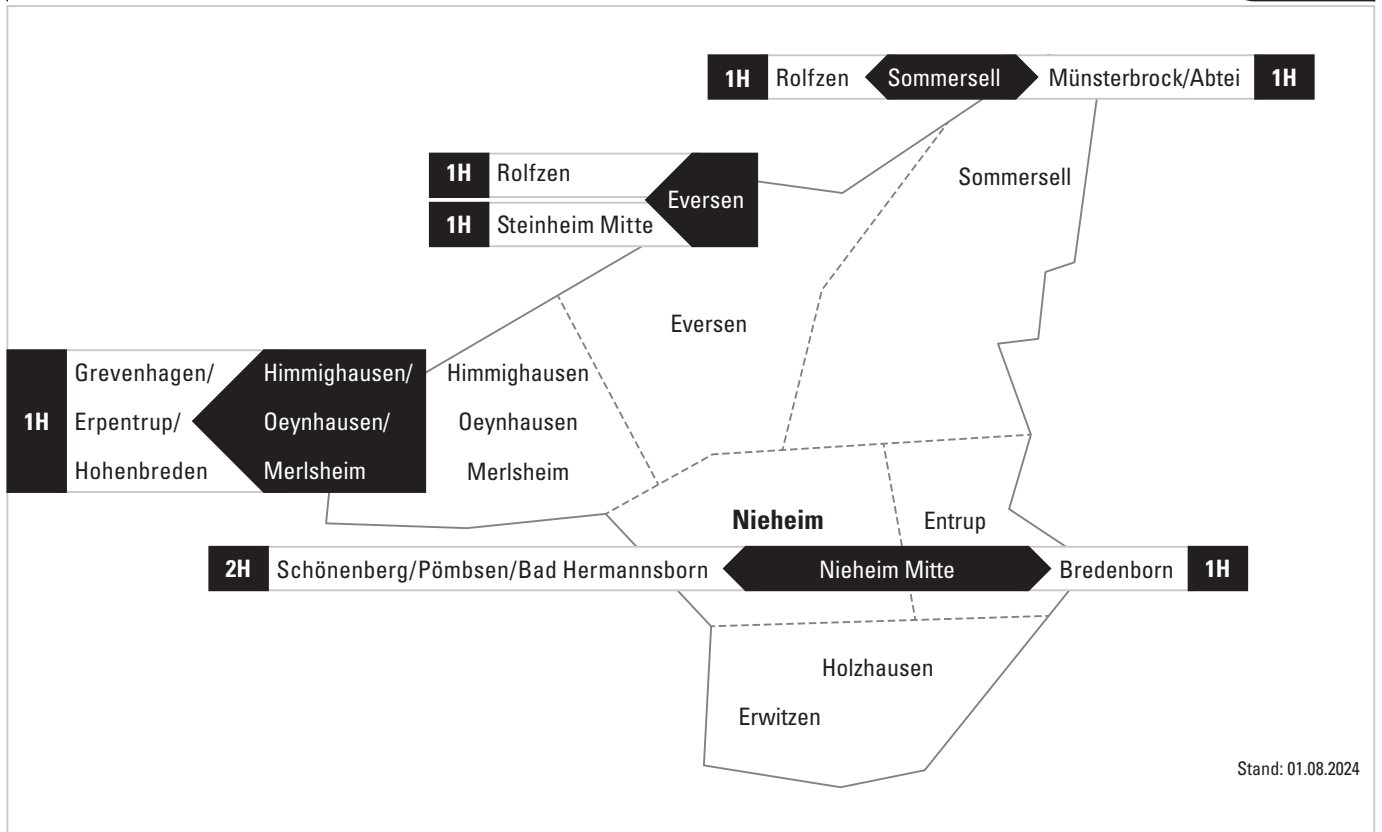 1H Rolfzen Sommersell Münsterbrock/Abtei 1H
Sommersell
1H Rolfzen
Eversen
1H Steinheim Mitte
Eversen
1H
Grevenhagen/
Erpentrup/
Hohenbreden
Himmighausen/
Oeynhausen/
Merlsheim
Himmighausen
Oeynhausen
Merlsheim
Nieheim
Entrup
2H Schönenberg/Pömbsen/Bad Hermannsborn Nieheim Mitte Bredenborn 1H
Holzhausen
Erwitzen
Stand: 01.08.2024